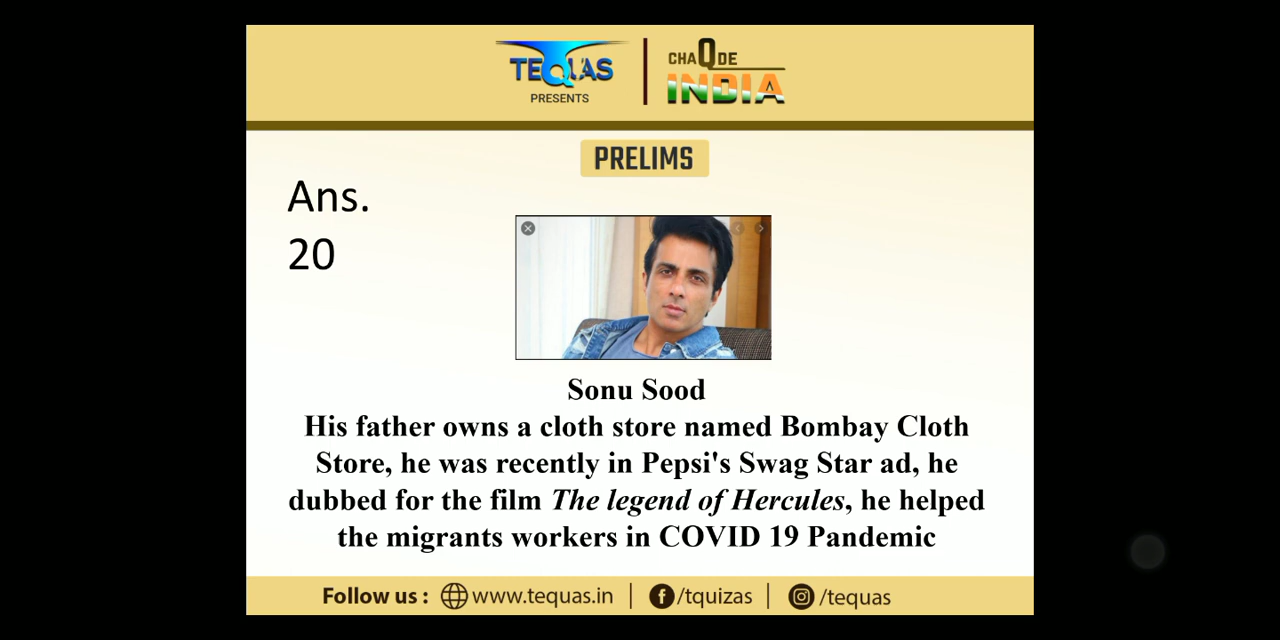 TEQUAS
PRESENTS
CHAQDE
INDIA
PRELIMS
Ans.
20
Sonu Sood
His father owns a cloth store named Bombay Cloth
Store, he was recently in Pepsi's Swag Star ad, he
dubbed for the film The legend of Hercules, he helped
the migrants workers in COVID 19 Pandemic
Follow us : www.tequas.in | /tquizas | /tequas